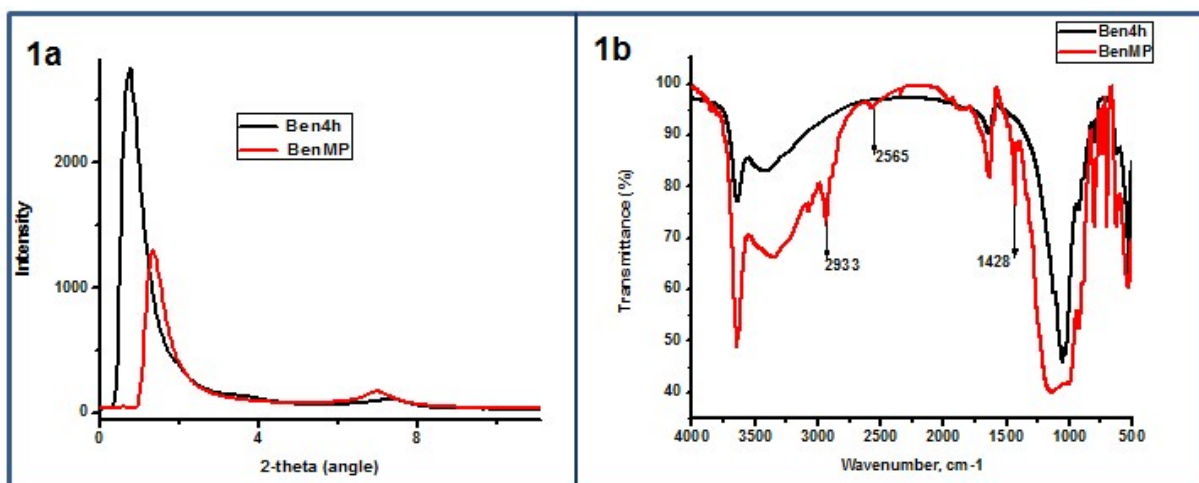 1a
Intensity
2000
1000
0
Ben4h
BenMP
0
4
8
2-theta (angle)
1b
Ben4h
BenMP
Transmittance (%)
100
90
80
70
60
50
40
2565
2933
1428
4000
3500
3000
2500
2000
1500
1000
500
Wavenumber, cm-1